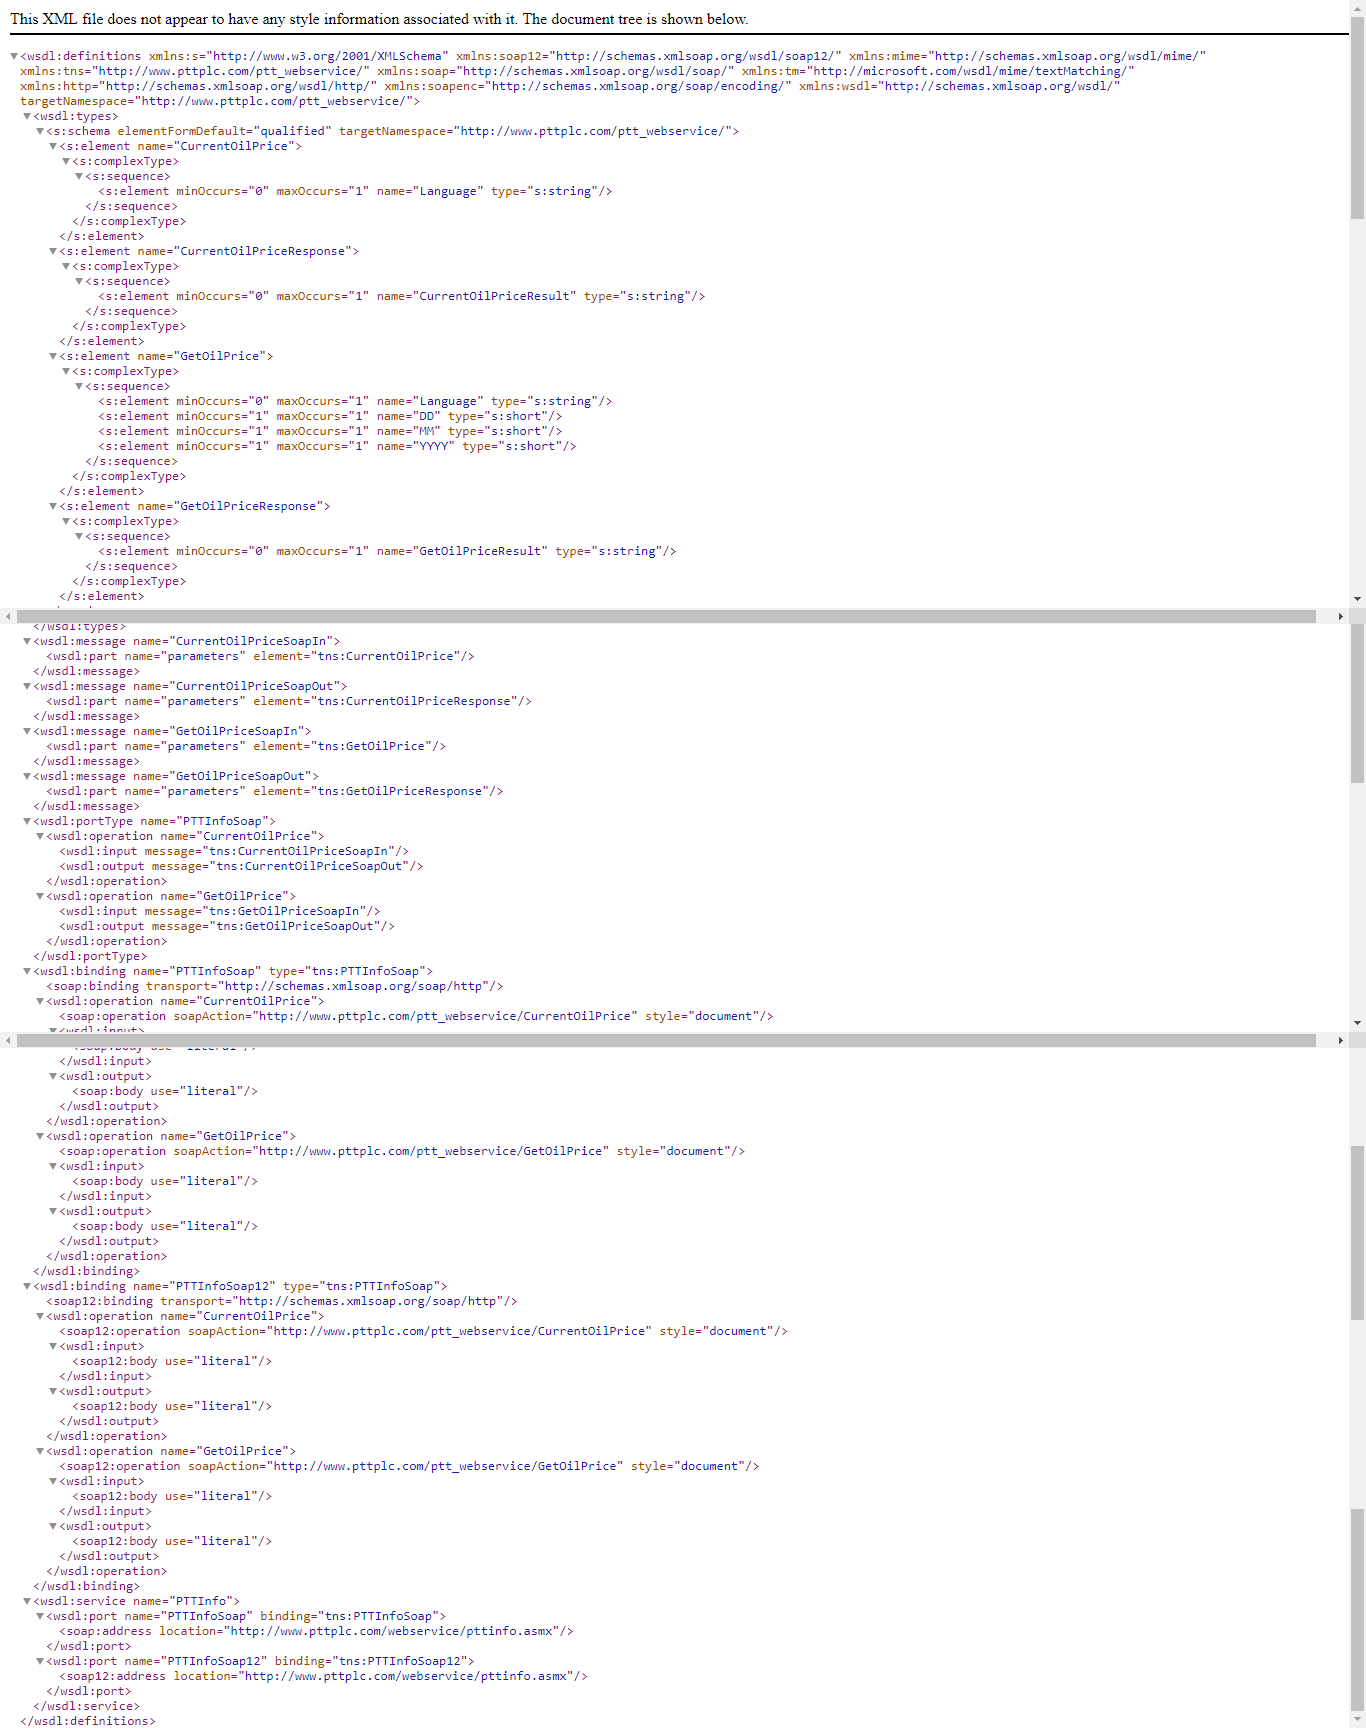 This XML file does not appear to have any style information associated with it. The document tree is shown below.
▼<wsdl:definitions xmlns:s="http://www.w3.org/2001/XMLSchema" xmlns:soap12="http://schemas.xmlsoap.org/wsdl/soap12/" xmlns:mime="http://schemas.xmlsoap.org/wsdl/mime/"
xmlns:tns="http://www.pttplc.com/ptt_webservice/" xmlns:soap="http://schemas.xmlsoap.org/wsdl/soap/" xmlns:tm="http://microsoft.com/wsdl/mime/textMatching/"
xmlns:http="http://schemas.xmlsoap.org/wsdl/http/" xmlns:soapenc="http://schemas.xmlsoap.org/soap/encoding/" xmlns:wsdl="http://schemas.xmlsoap.org/wsdl/"
targetNamespace="http://www.pttplc.com/ptt_webservice/">
▼<wsdl:types>
▼<s:schema elementFormDefault="qualified" targetNamespace="http://www.pttplc.com/ptt_webservice/">
▼<s:element name="CurrentOilPrice">
▼<s:complexType>
▼<s:sequence>
<s:element minOccurs="0" maxOccurs="1" name="Language" type="s:string"/>
</s:sequence>
</s:complexType>
</s:element>
▼<s:element name="CurrentOilPriceResponse">
▼<s:complexType>
▼<s:sequence>
<s:element minOccurs="0" maxOccurs="1" name="CurrentOilPriceResult" type="s:string"/>
</s:sequence>
</s:complexType>
</s:element>
▼<s:element name="GetOilPrice">
▼<s:complexType>
▼<s:sequence>
<s:element minOccurs="0" maxOccurs="1" name="Language" type="s:string"/>
<s:element minOccurs="1" maxOccurs="1" name="DD" type="s:short"/>
<s:element minOccurs="1" maxOccurs="1" name="MM" type="s:short"/>
<s:element minOccurs="1" maxOccurs="1" name="YYYY" type="s:short"/>
</s:sequence>
</s:complexType>
</s:element>
▼<s:element name="GetOilPriceResponse">
▼<s:complexType>
▼<s:sequence>
<s:element minOccurs="0" maxOccurs="1" name="GetOilPriceResult" type="s:string"/>
</s:sequence>
</s:complexType>
</s:element>
</wsdl:types>
▼<wsdl:message name="CurrentOilPriceSoapIn">
<wsdl:part name="parameters" element="tns:CurrentOilPrice"/>
</wsdl:message>
▼<wsdl:message name="CurrentOilPriceSoapOut">
<wsdl:part name="parameters" element="tns:CurrentOilPriceResponse"/>
</wsdl:message>
▼<wsdl:message name="GetOilPriceSoapIn">
<wsdl:part name="parameters" element="tns:GetOilPrice"/>
</wsdl:message>
▼<wsdl:message name="GetOilPriceSoapOut">
<wsdl:part name="parameters" element="tns:GetOilPriceResponse"/>
</wsdl:message>
▼<wsdl:portType name="PTTInfoSoap">
▼<wsdl:operation name="CurrentOilPrice">
<wsdl:input message="tns:CurrentOilPriceSoapIn"/>
<wsdl:output message="tns:CurrentOilPriceSoapOut"/>
</wsdl:operation>
▼<wsdl:operation name="GetOilPrice">
<wsdl:input message="tns:GetOilPriceSoapIn"/>
<wsdl:output message="tns:GetOilPriceSoapOut"/>
</wsdl:operation>
</wsdl:portType>
▼<wsdl:binding name="PTTInfoSoap" type="tns:PTTInfoSoap">
<soap:binding transport="http://schemas.xmlsoap.org/soap/http"/>
▼<wsdl:operation name="CurrentOilPrice">
<soap:operation soapAction="http://www.pttplc.com/ptt_webservice/CurrentOilPrice" style="document"/>
▼<wsdl:input>
<soap:body use="literal"/>
</wsdl:input>
▼<wsdl:output>
<soap:body use="literal"/>
</wsdl:output>
</wsdl:operation>
▼<wsdl:operation name="GetOilPrice">
<soap:operation soapAction="http://www.pttplc.com/ptt_webservice/GetOilPrice" style="document"/>
▼<wsdl:input>
<soap:body use="literal"/>
</wsdl:input>
▼<wsdl:output>
<soap:body use="literal"/>
</wsdl:output>
</wsdl:operation>
</wsdl:binding>
▼<wsdl:binding name="PTTInfoSoap12" type="tns:PTTInfoSoap">
<soap12:binding transport="http://schemas.xmlsoap.org/soap/http"/>
▼<wsdl:operation name="CurrentOilPrice">
<soap12:operation soapAction="http://www.pttplc.com/ptt_webservice/CurrentOilPrice" style="document"/>
▼<wsdl:input>
<soap12:body use="literal"/>
</wsdl:input>
▼<wsdl:output>
<soap12:body use="literal"/>
</wsdl:output>
</wsdl:operation>
▼<wsdl:operation name="GetOilPrice">
<soap12:operation soapAction="http://www.pttplc.com/ptt_webservice/GetOilPrice" style="document"/>
▼<wsdl:input>
<soap12:body use="literal"/>
</wsdl:input>
▼<wsdl:output>
<soap12:body use="literal"/>
</wsdl:output>
</wsdl:operation>
</wsdl:binding>
▼<wsdl:service name="PTTInfo">
▼<wsdl:port name="PTTInfoSoap" binding="tns:PTTInfoSoap">
<soap:address location="http://www.pttplc.com/webservice/pttinfo.asmx"/>
</wsdl:port>
▼<wsdl:port name="PTTInfoSoap12" binding="tns:PTTInfoSoap12">
<soap12:address location="http://www.pttplc.com/webservice/pttinfo.asmx"/>
</wsdl:port>
</wsdl:service>
</wsdl:definitions>